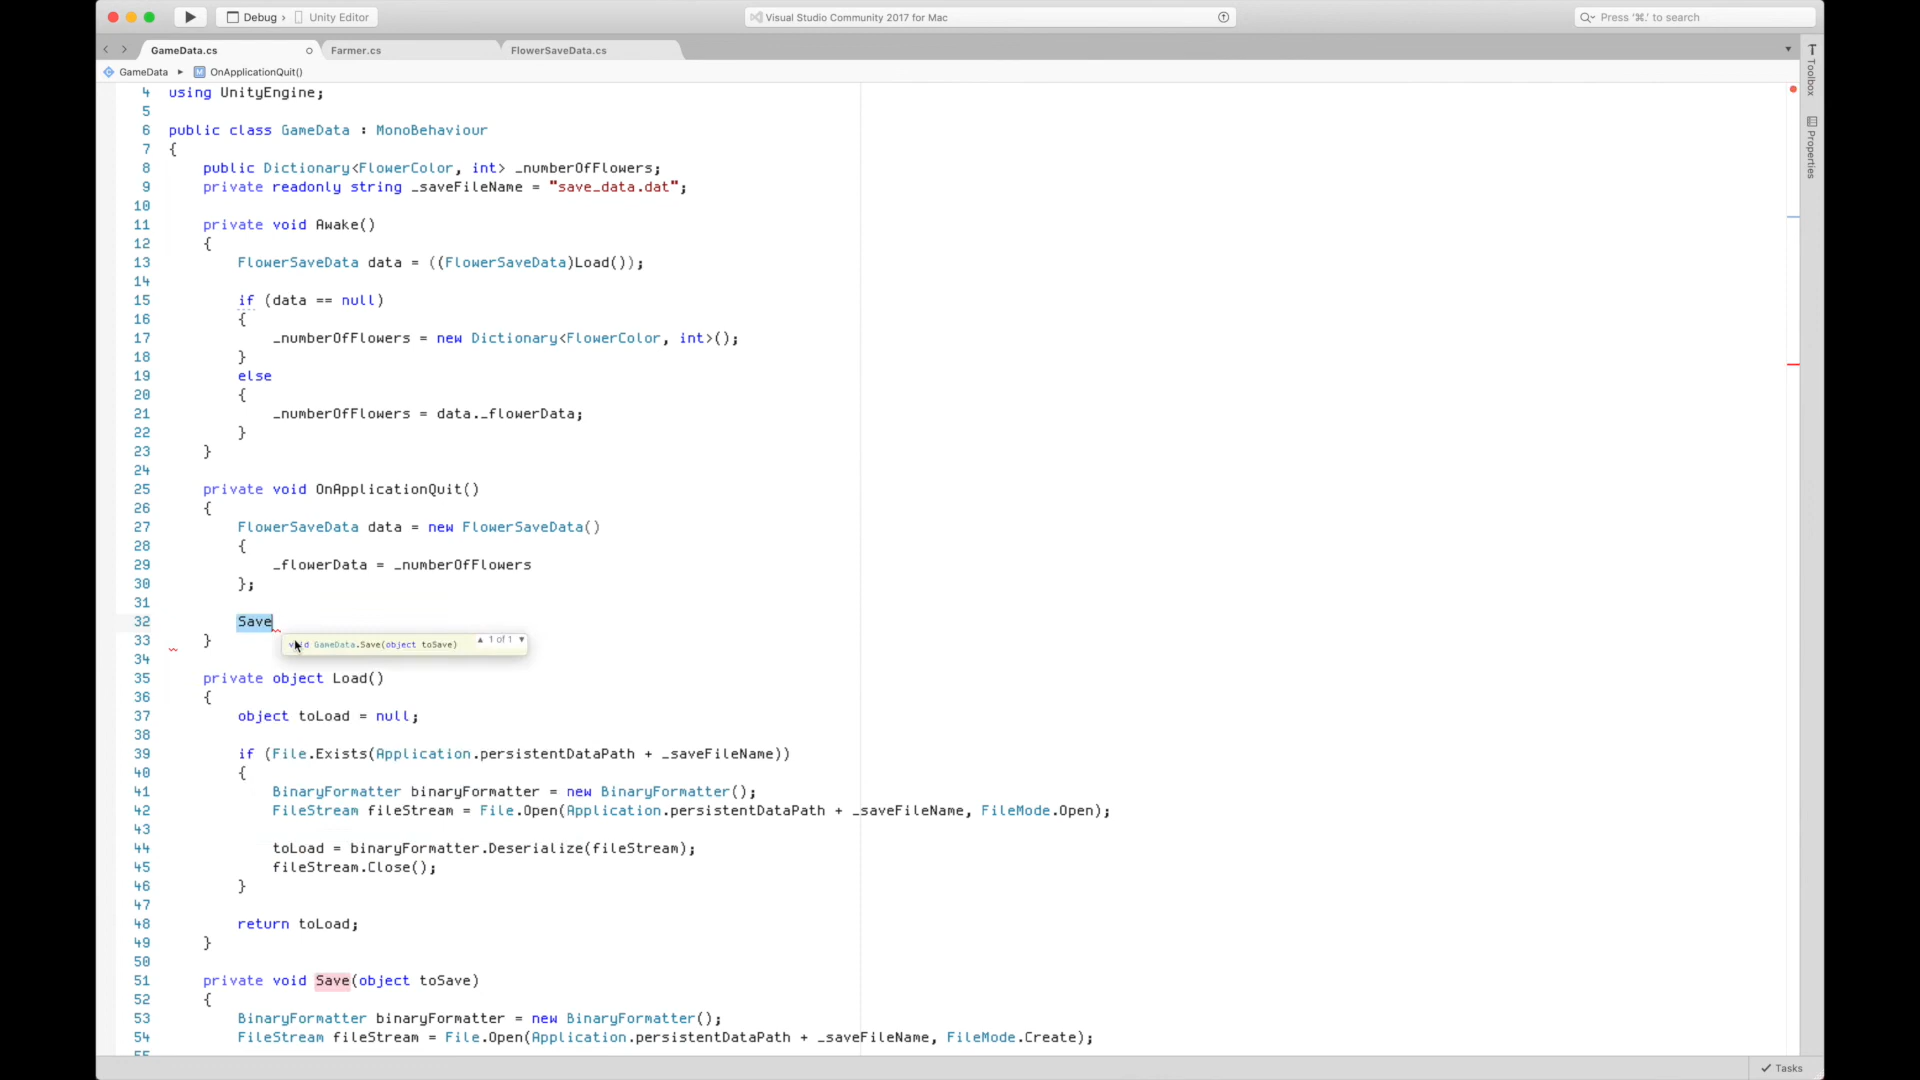 Debug › Unity Editor
Visual Studio Community 2017 for Mac
Press '⌘.' to search
GameData.cs
Farmer.cs
FlowerSaveData.cs
GameData ▸ OnApplicationQuit()
Toolbox
Properties
4 using UnityEngine;
5
6 public class GameData : MonoBehaviour
7 {
8 public Dictionary<FlowerColor, int> _numberOfFlowers;
9 private readonly string _saveFileName = "save_data.dat";
10
11 private void Awake()
12 {
13 FlowerSaveData data = ((FlowerSaveData)Load());
14
15 if (data == null)
16 {
17 _numberOfFlowers = new Dictionary<FlowerColor, int>();
18 }
19 else
20 {
21 _numberOfFlowers = data._flowerData;
22 }
23 }
24
25 private void OnApplicationQuit()
26 {
27 FlowerSaveData data = new FlowerSaveData()
28 {
29 _flowerData = _numberOfFlowers
30 };
31
32 Save
33 }
void GameData.Save(object toSave) ▲ 1 of 1 ▼
34
35 private object Load()
36 {
37 object toLoad = null;
38
39 if (File.Exists(Application.persistentDataPath + _saveFileName))
40 {
41 BinaryFormatter binaryFormatter = new BinaryFormatter();
42 FileStream fileStream = File.Open(Application.persistentDataPath + _saveFileName, FileMode.Open);
43
44 toLoad = binaryFormatter.Deserialize(fileStream);
45 fileStream.Close();
46 }
47
48 return toLoad;
49 }
50
51 private void Save(object toSave)
52 {
53 BinaryFormatter binaryFormatter = new BinaryFormatter();
54 FileStream fileStream = File.Open(Application.persistentDataPath + _saveFileName, FileMode.Create);
55
Tasks